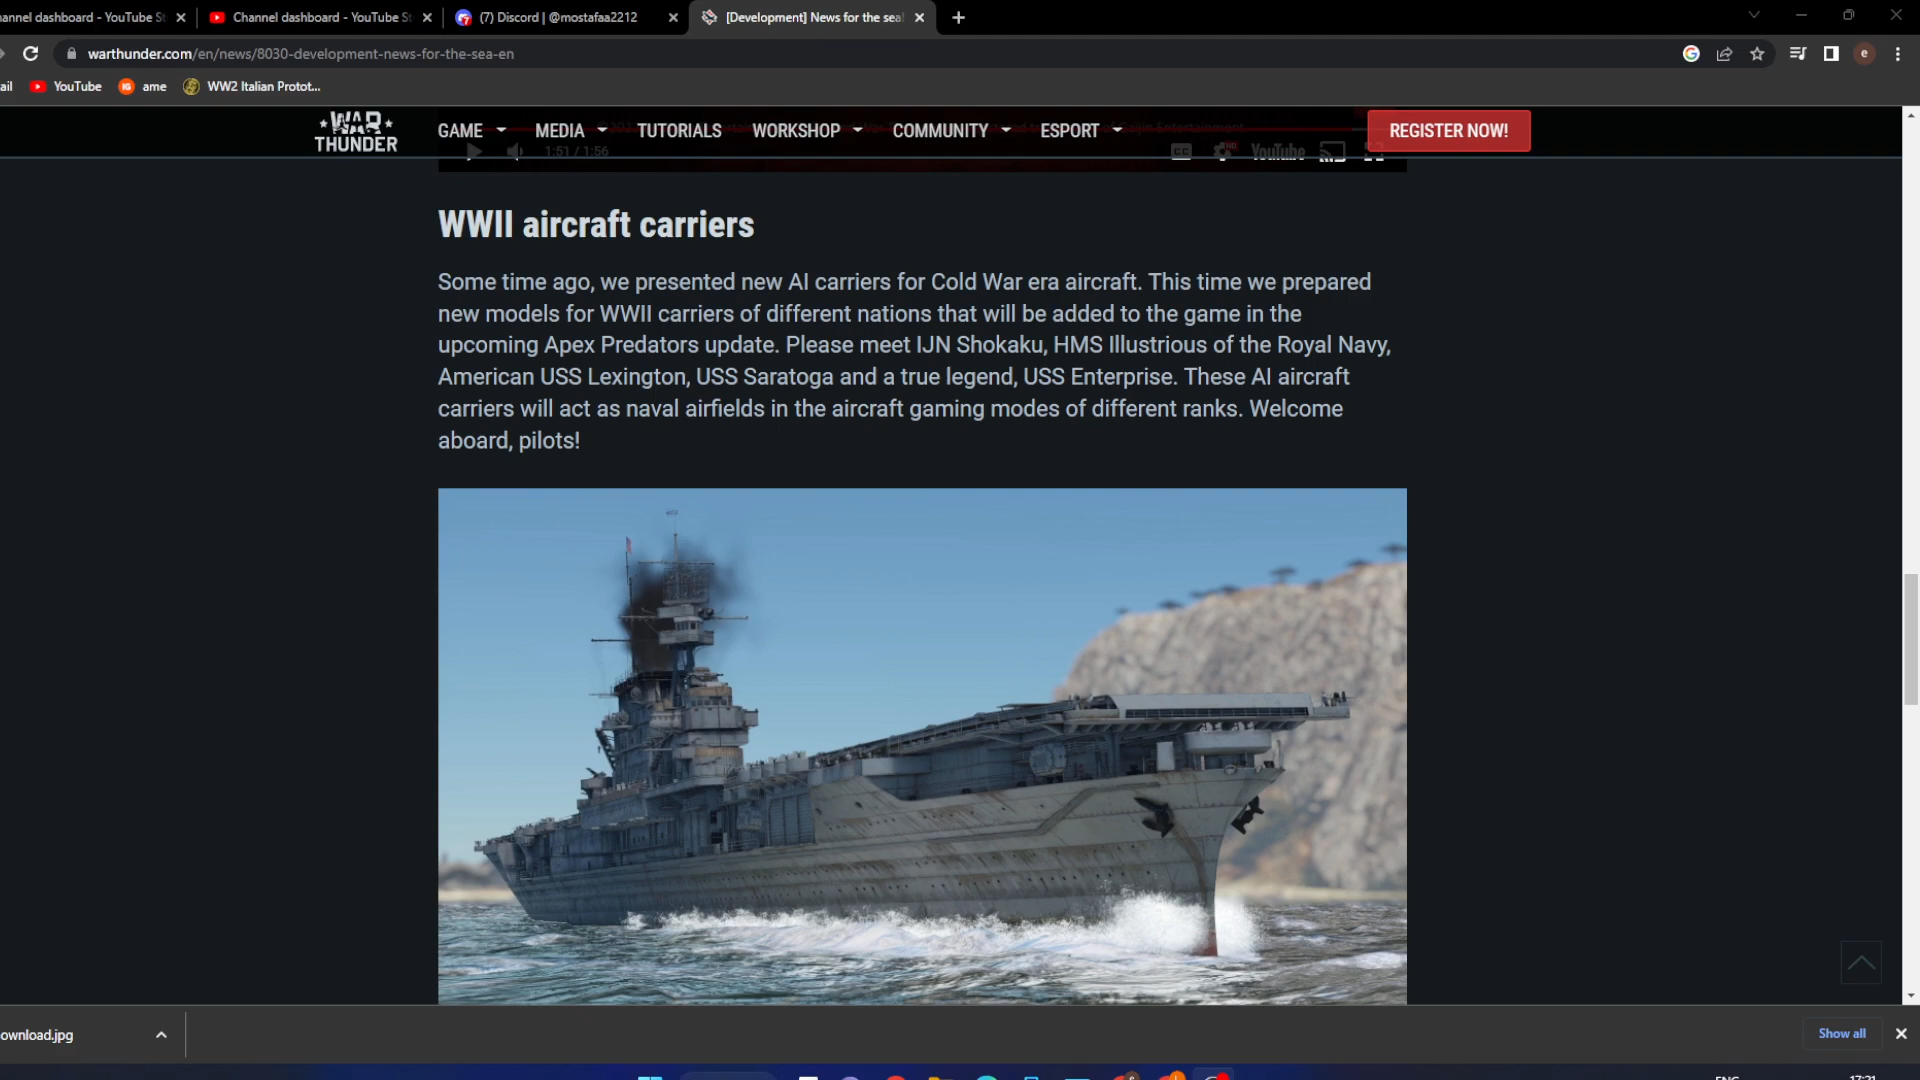 annel dashboard - YouTube St
Channel dashboard - YouTube St
(7) Discord | @mostafaa2212
[Development] News for the sea
warthunder.com/en/news/8030-development-news-for-the-sea-en
e
ail
YouTube
IG
ame
WW2 Italian Protot...
WAR THUNDER
GAME
MEDIA
TUTORIALS
WORKSHOP
COMMUNITY
ESPORT
REGISTER NOW!
1:51 / 1:56
CC
HD
YouTube
WWII aircraft carriers
Some time ago, we presented new AI carriers for Cold War era aircraft. This time we prepared
new models for WWII carriers of different nations that will be added to the game in the
upcoming Apex Predators update. Please meet IJN Shokaku, HMS Illustrious of the Royal Navy,
American USS Lexington, USS Saratoga and a true legend, USS Enterprise. These AI aircraft
carriers will act as naval airfields in the aircraft gaming modes of different ranks. Welcome
aboard, pilots!
ownload.jpg
Show all
ENG
17:21